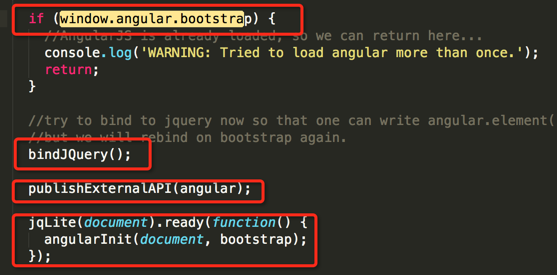 if (window.angular.bootstrap) {
//AngularJS is already loaded, so we can return here...
console.log('WARNING: Tried to load angular more than once.');
return;
}
//try to bind to jquery now so that one can write angular.element(
//but we will rebind on bootstrap again.
bindJQuery();
publishExternalAPI(angular);
jqLite(document).ready(function() {
angularInit(document, bootstrap);
});